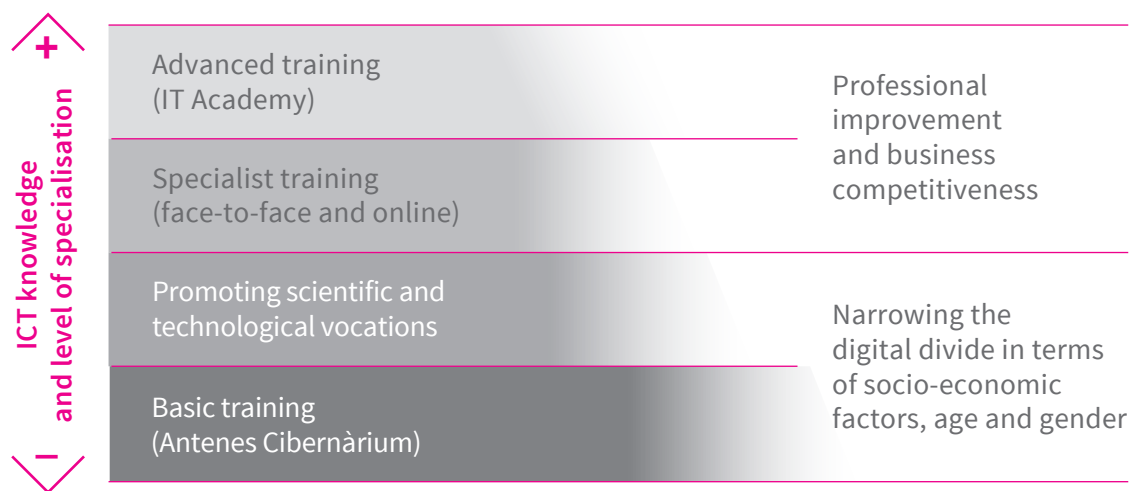 +
ICT knowledge
and level of specialisation
–
Advanced training
(IT Academy)
Specialist training
(face-to-face and online)
Professional
improvement
and business
competitiveness
Promoting scientific and
technological vocations
Basic training
(Antenes Cibernàrium)
Narrowing the
digital divide in terms
of socio-economic
factors, age and gender